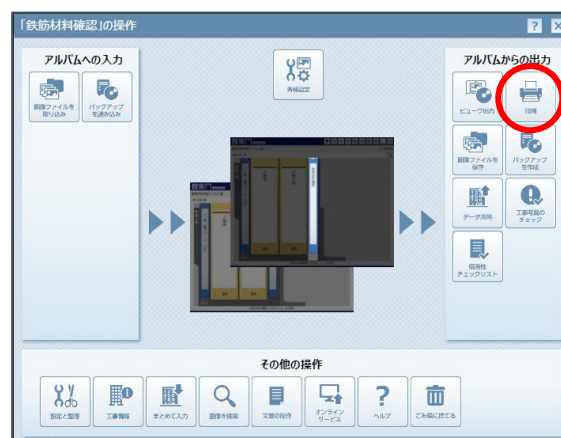 「鉄筋材料確認」の操作
?
×
アルバムへの入力
画像ファイルを
取り込み
バックアップ
を読み込み
各種設定
アルバムからの出力
ビューワ出力
印刷
画像ファイルを
保存
バックアップ
を作成
データ活用
工事写真の
チェック
信憑性
チェックリスト
その他の操作
設定と整理
工事情報
まとめて入力
画像を検索
文章の操作
オンライン
サービス
?
ヘルプ
ごみ箱に捨てる